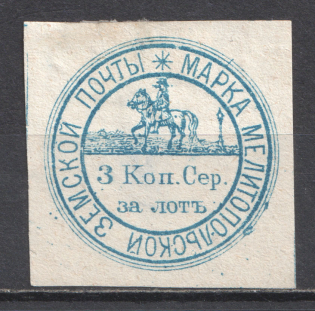 МАРКА МЕЛИТОПОЛЬСКОЙ ЗЕМСКОЙ ПОЧТЫ *
3 Коп. Сер.
за лотъ